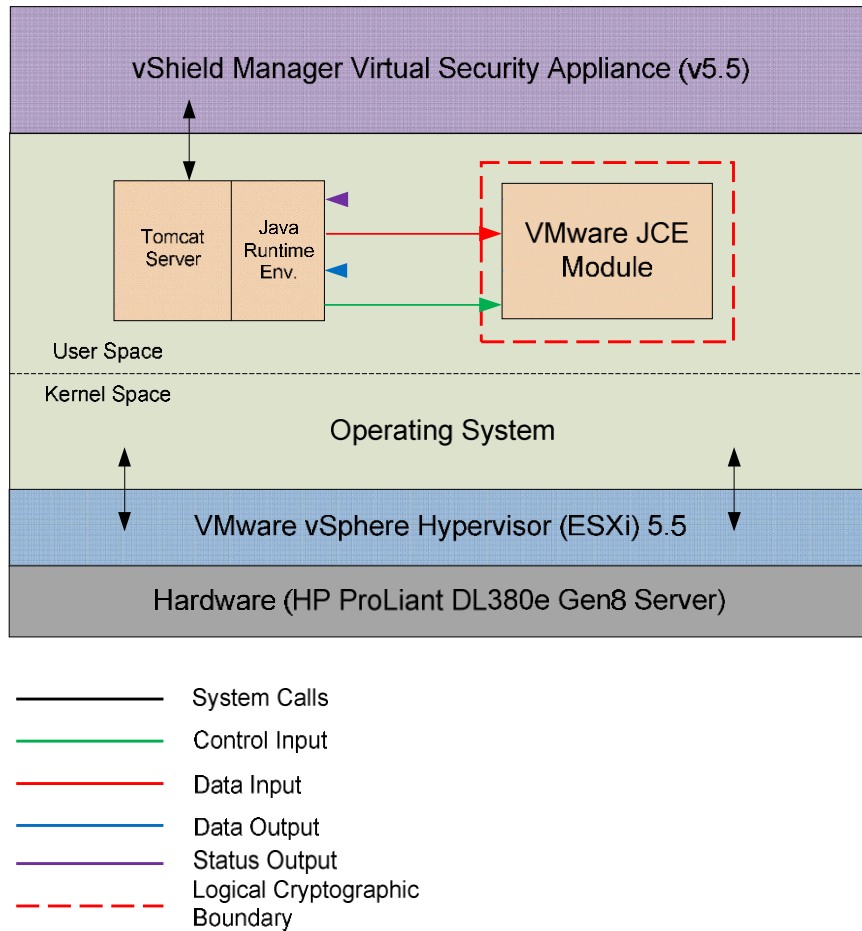 vShield Manager Virtual Security Appliance (v5.5)
Tomcat
Server
Java
Runtime
Env.
VMware JCE
Module
User Space
Kernel Space
Operating System
VMware vSphere Hypervisor (ESXi) 5.5
Hardware (HP ProLiant DL380e Gen8 Server)
System Calls
Control Input
Data Input
Data Output
Status Output
Logical Cryptographic
Boundary